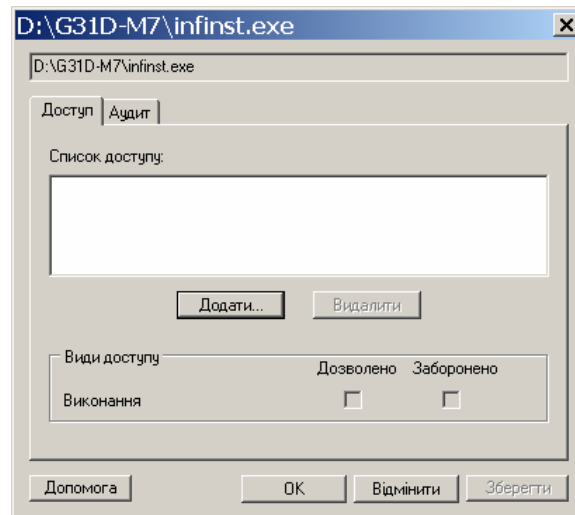 D:\G31D-M7\infinst.exe
D:\G31D-M7\infinst.exe
Доступ Аудит
Список доступу:
Додати... Видалити
Види доступу
Дозволено Заборонено
Виконання
Допомога OK Відмінити Зберегти